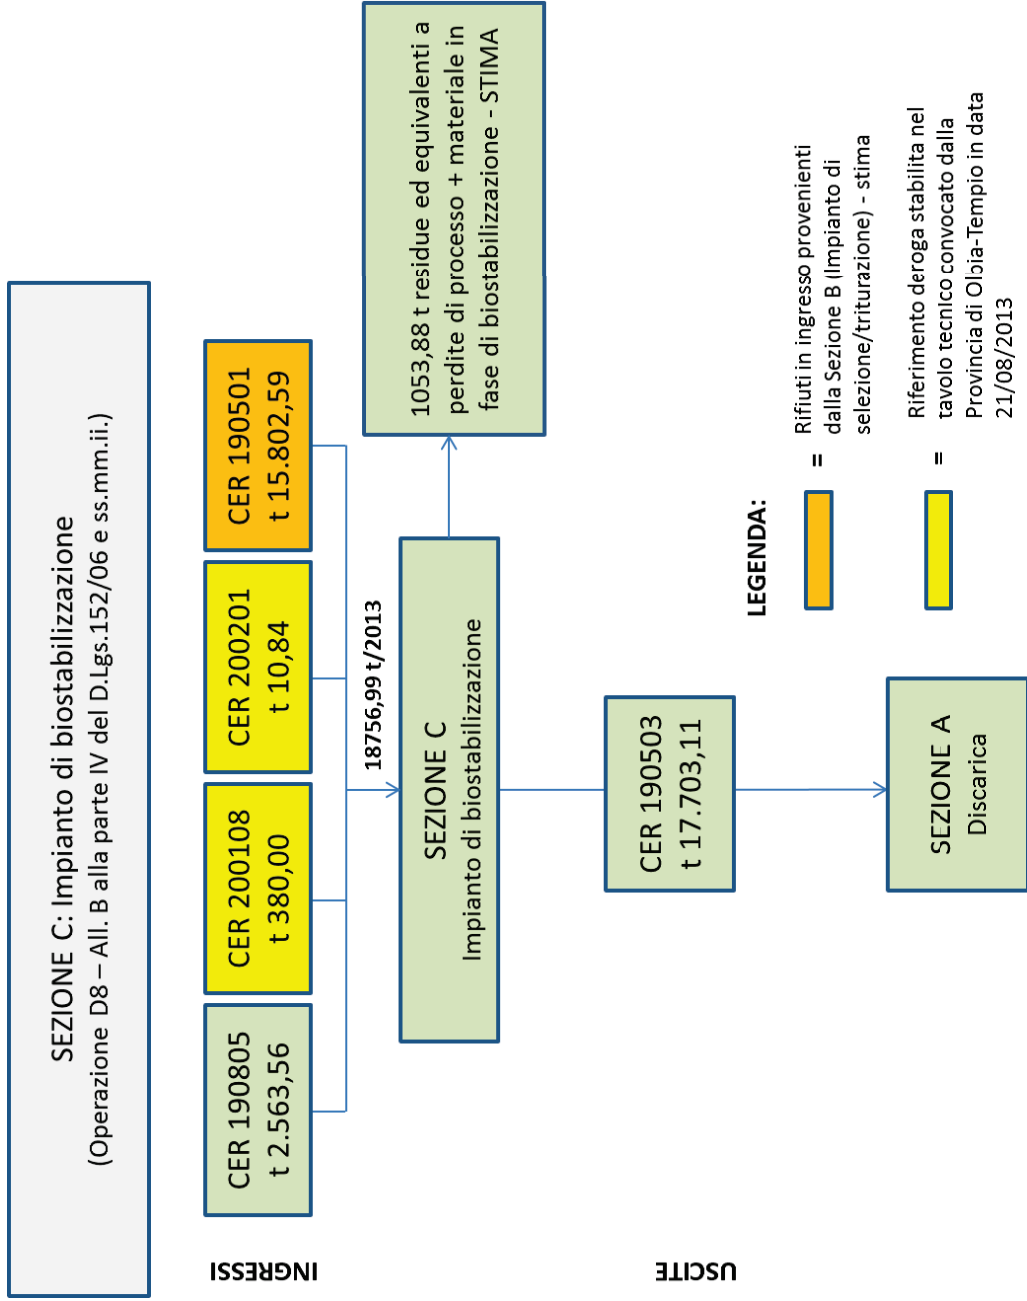 SEZIONE C: Impianto di biostabilizzazione
(Operazione D8 – All. B alla parte IV del D.Lgs.152/06 e ss.mm.ii.)
INGRESSI
CER 190805
t 2.563,56
CER 200108
t 380,00
CER 200201
t 10,84
CER 190501
t 15.802,59
18756,99 t/2013
SEZIONE C
Impianto di biostabilizzazione
1053,88 t residue ed equivalenti a
perdite di processo + materiale in
fase di biostabilizzazione - STIMA
USCITE
CER 190503
t 17.703,11
SEZIONE A
Discarica
LEGENDA:
= Rifiuti in ingresso provenienti
dalla Sezione B (Impianto di
selezione/triturazione) - stima
= Riferimento deroga stabilita nel
tavolo tecnico convocato dalla
Provincia di Olbia-Tempio in data
21/08/2013